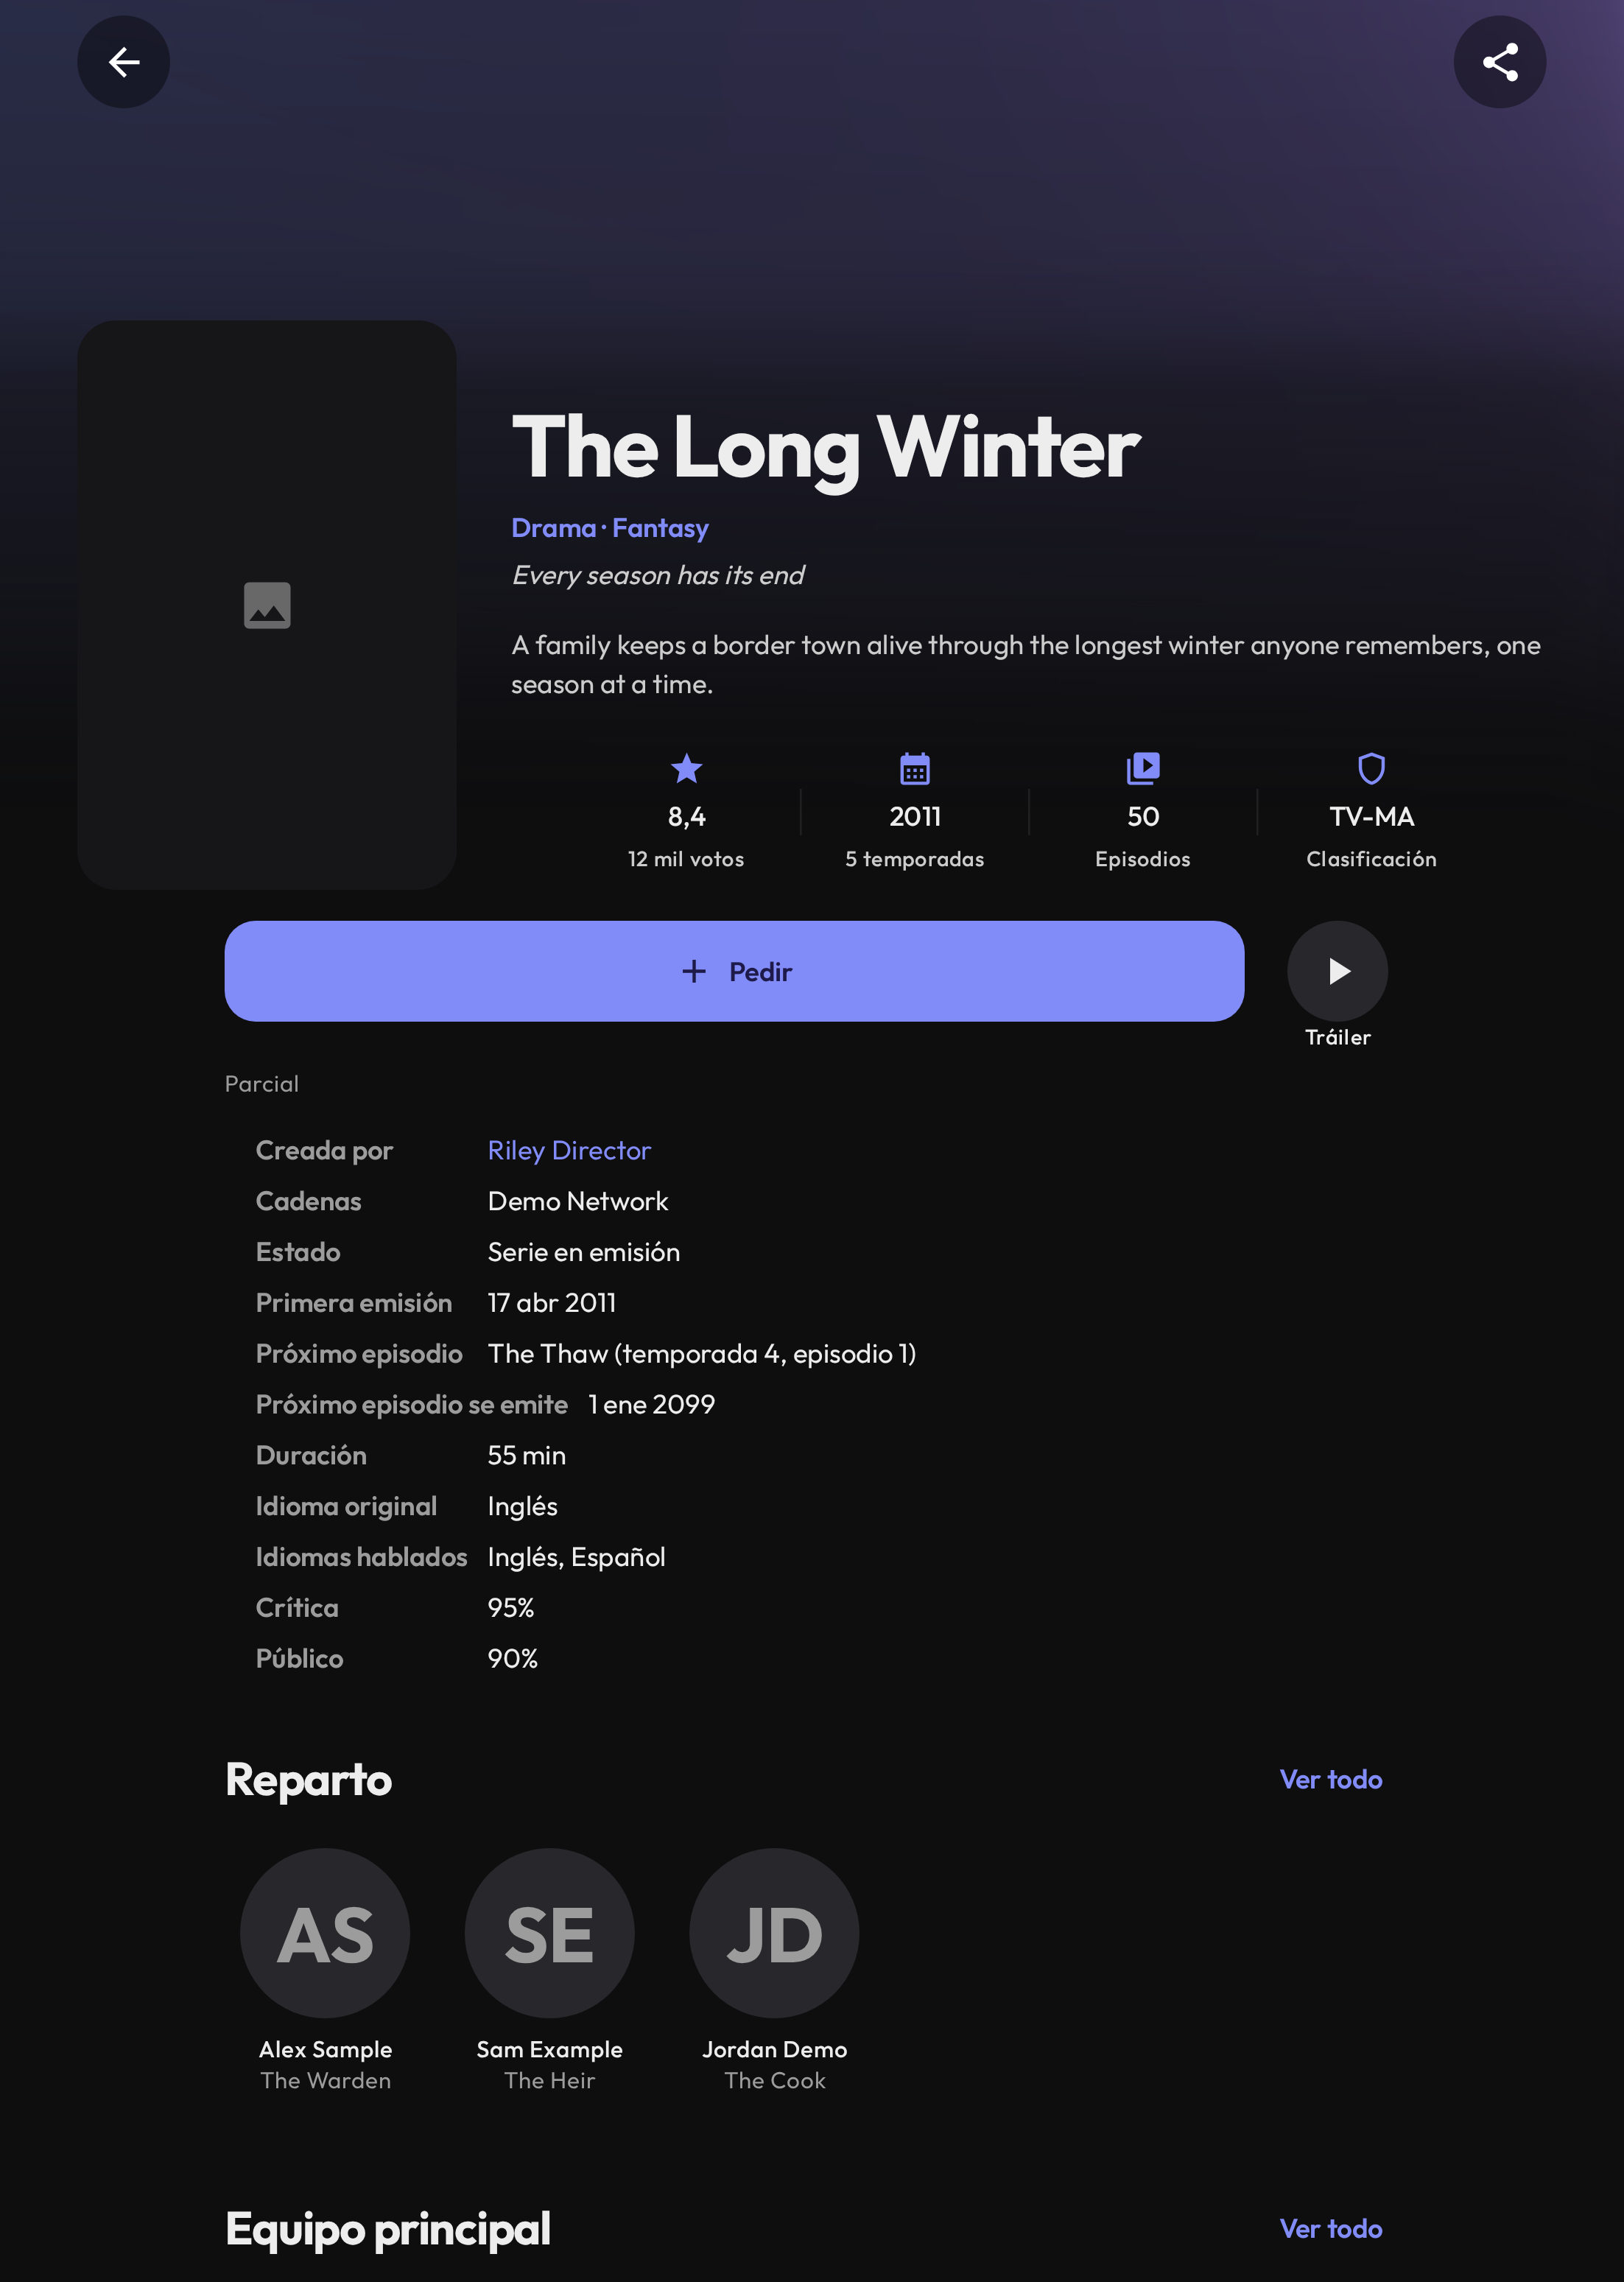 The Long Winter
Drama · Fantasy
Every season has its end
A family keeps a border town alive through the longest winter anyone remembers, one
season at a time.
8,4
12 mil votos
2011
5 temporadas
50
Episodios
TV-MA
Clasificación
Pedir
Tráiler
Parcial
Creada por Riley Director
Cadenas Demo Network
Estado Serie en emisión
Primera emisión 17 abr 2011
Próximo episodio The Thaw (temporada 4, episodio 1)
Próximo episodio se emite 1 ene 2099
Duración 55 min
Idioma original Inglés
Idiomas hablados Inglés, Español
Crítica 95%
Público 90%
Reparto Ver todo
AS
Alex Sample
The Warden
SE
Sam Example
The Heir
JD
Jordan Demo
The Cook
Equipo principal Ver todo